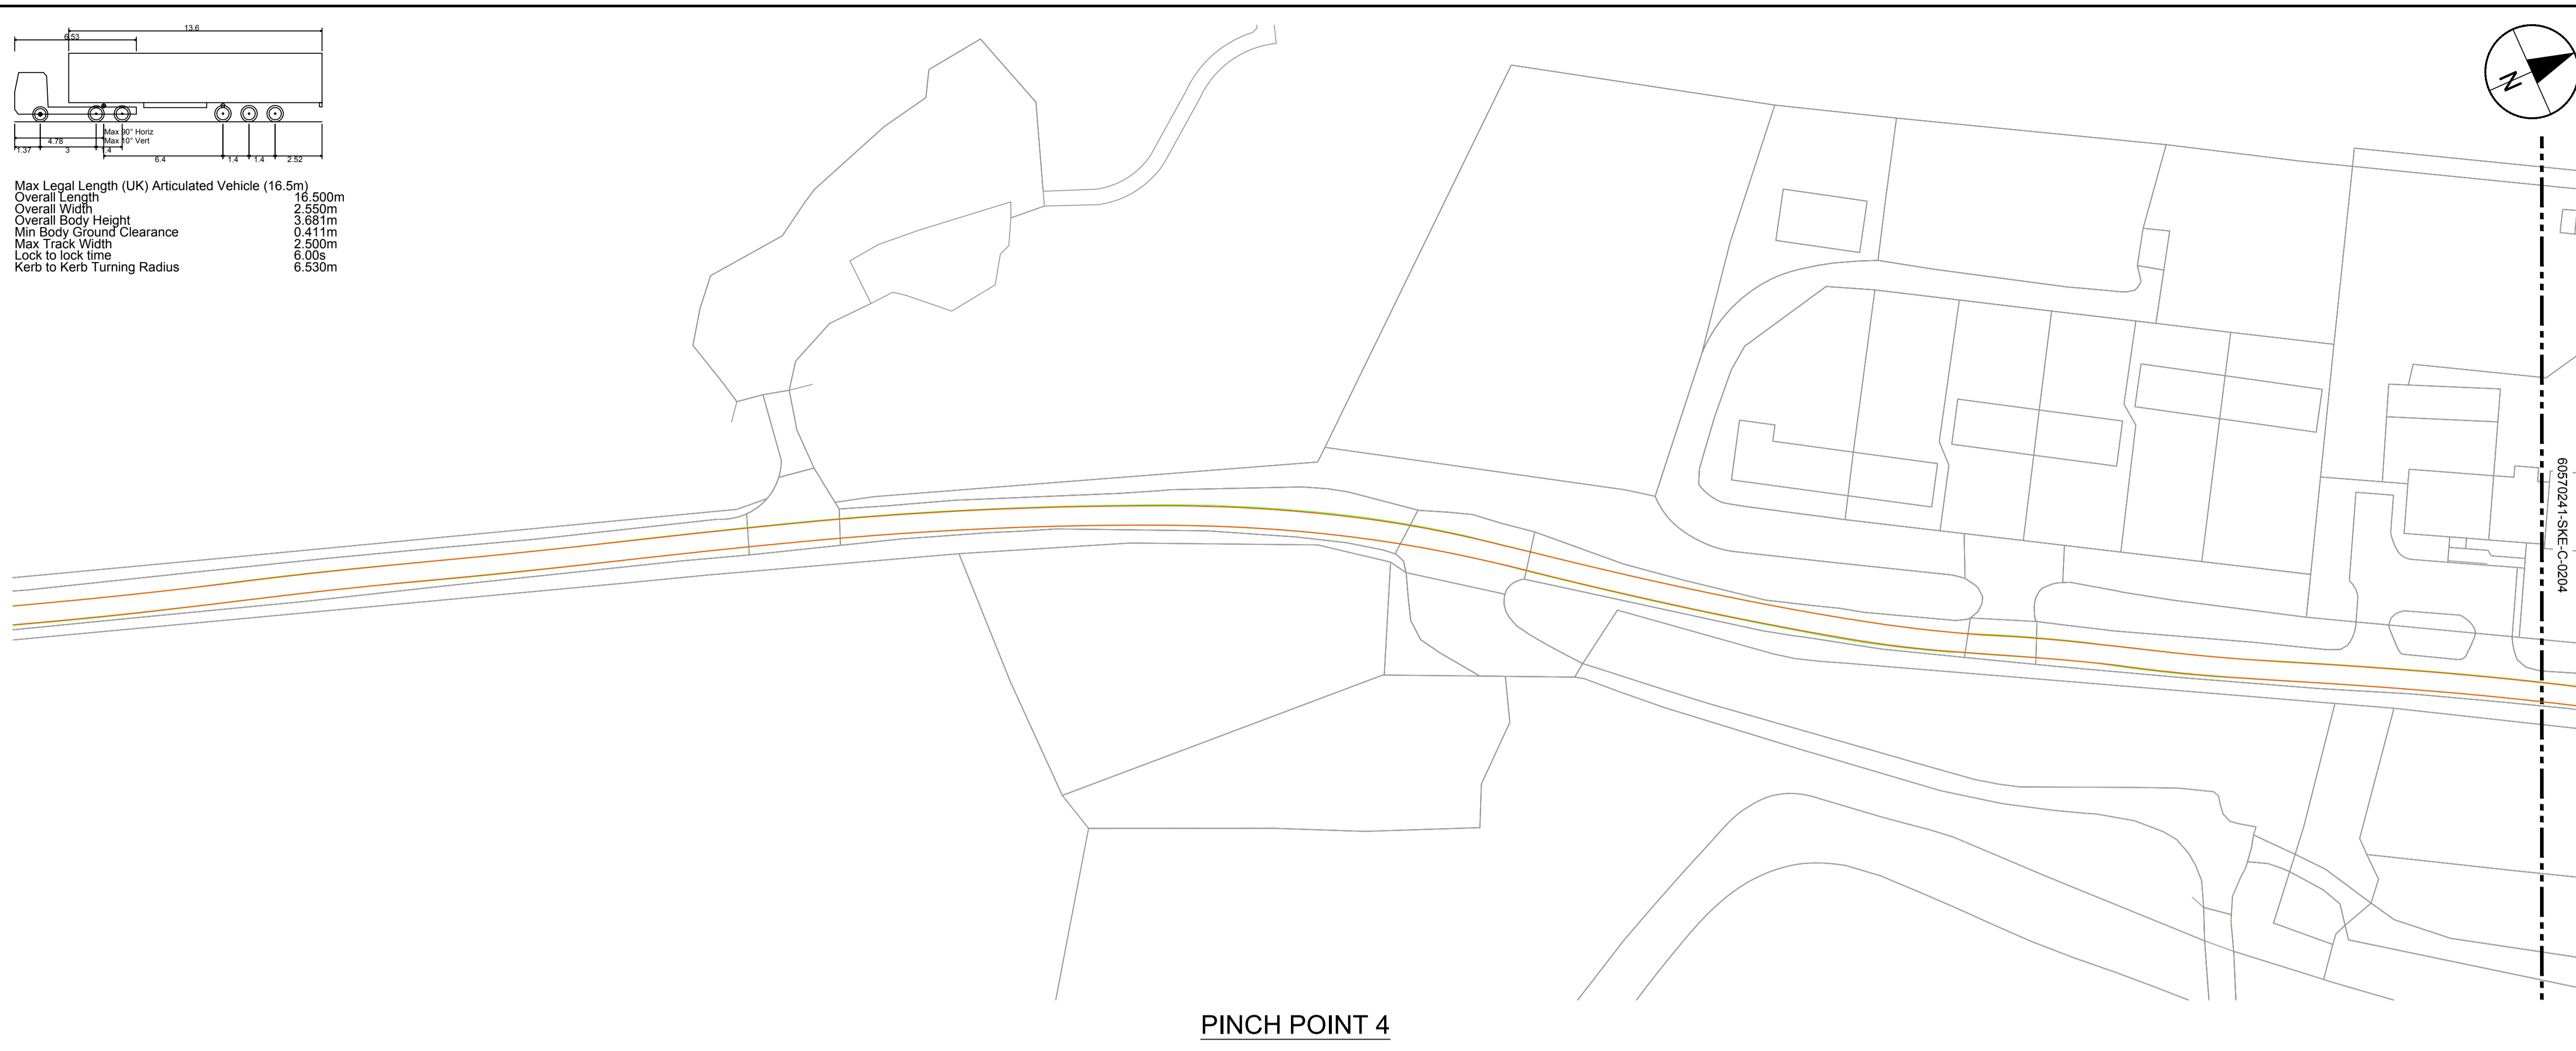 13.6
6.53
Max 90° Horiz
Max 10° Vert
4.78
1.37
3
1.4
6.4
1.4
1.4
2.52
Max Legal Length (UK) Articulated Vehicle (16.5m)
Overall Length 16.500m
Overall Width 2.550m
Overall Body Height 3.681m
Min Body Ground Clearance 0.411m
Max Track Width 2.500m
Lock to lock time 6.00s
Kerb to Kerb Turning Radius 6.530m
N
60570241-SKE-C-0204
PINCH POINT 4